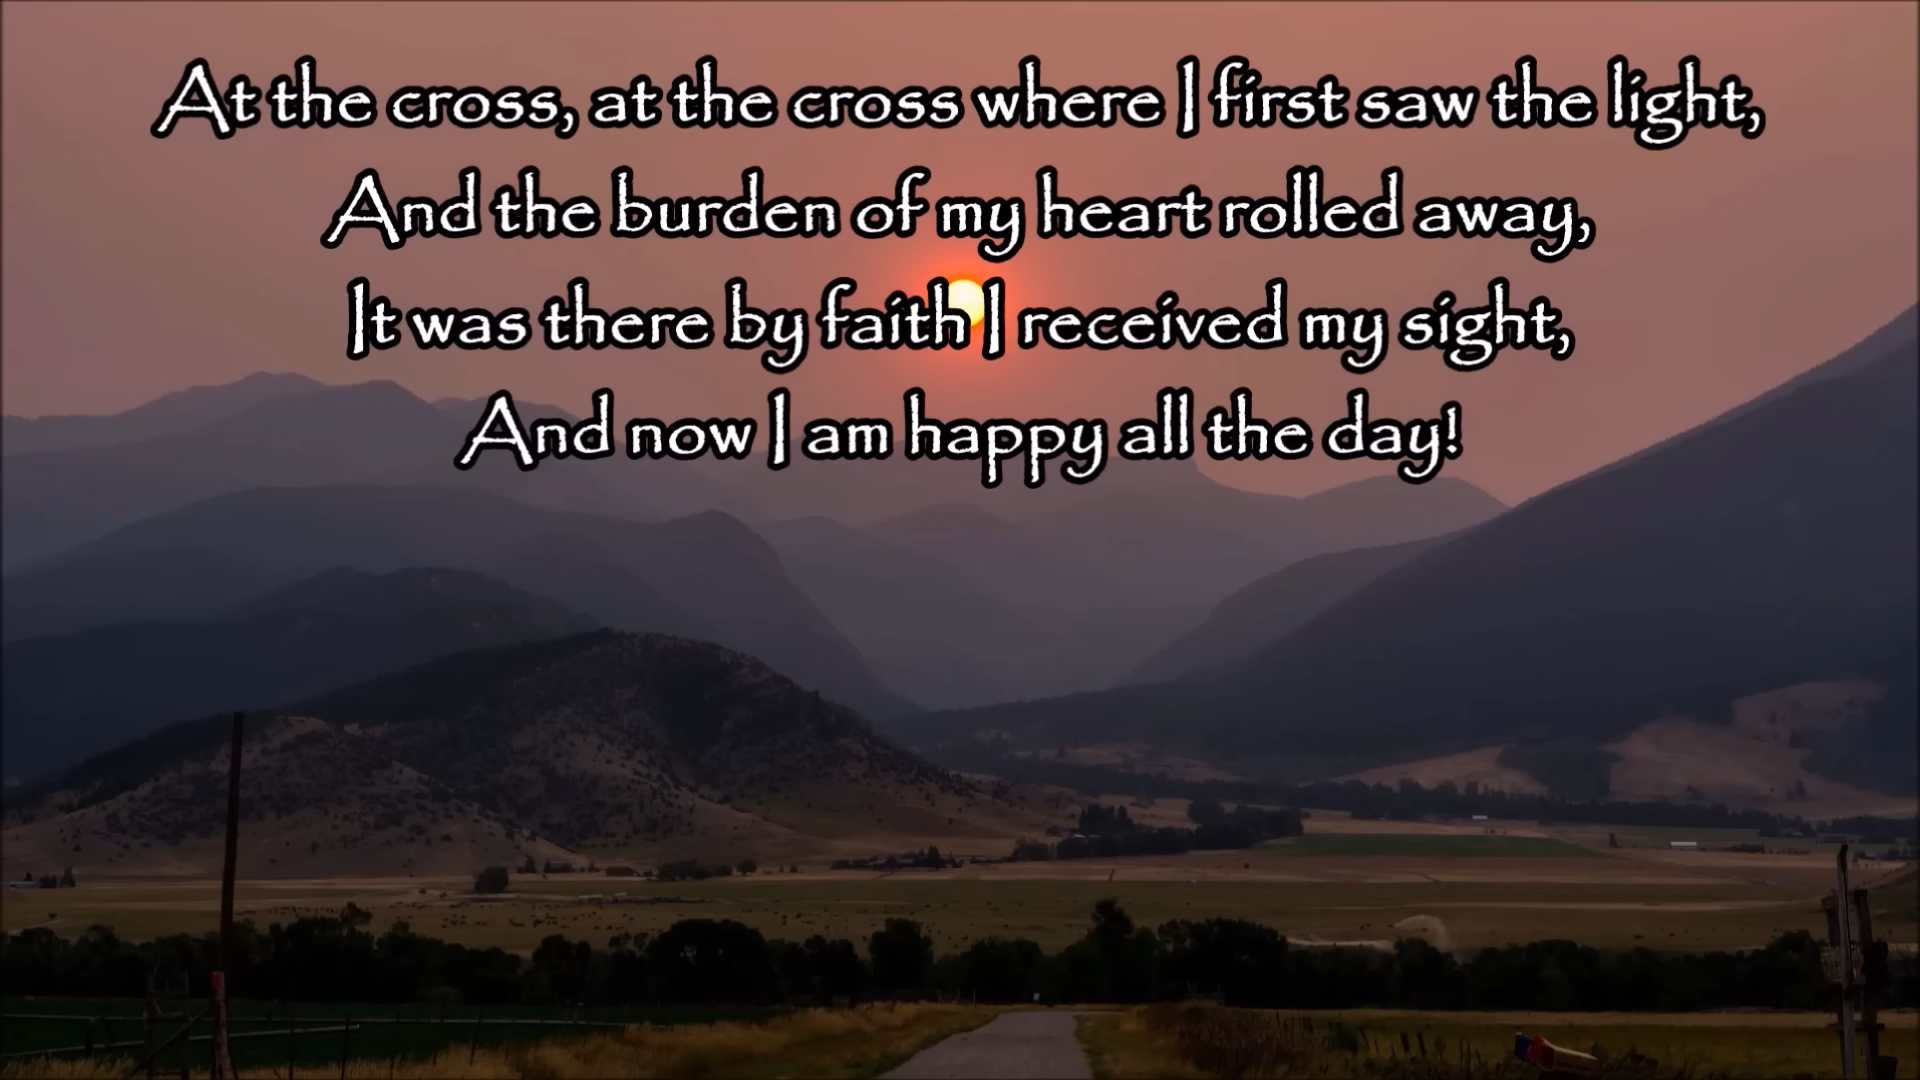 At the cross, at the cross where I first saw the light,
And the burden of my heart rolled away,
It was there by faith I received my sight,
And now I am happy all the day!